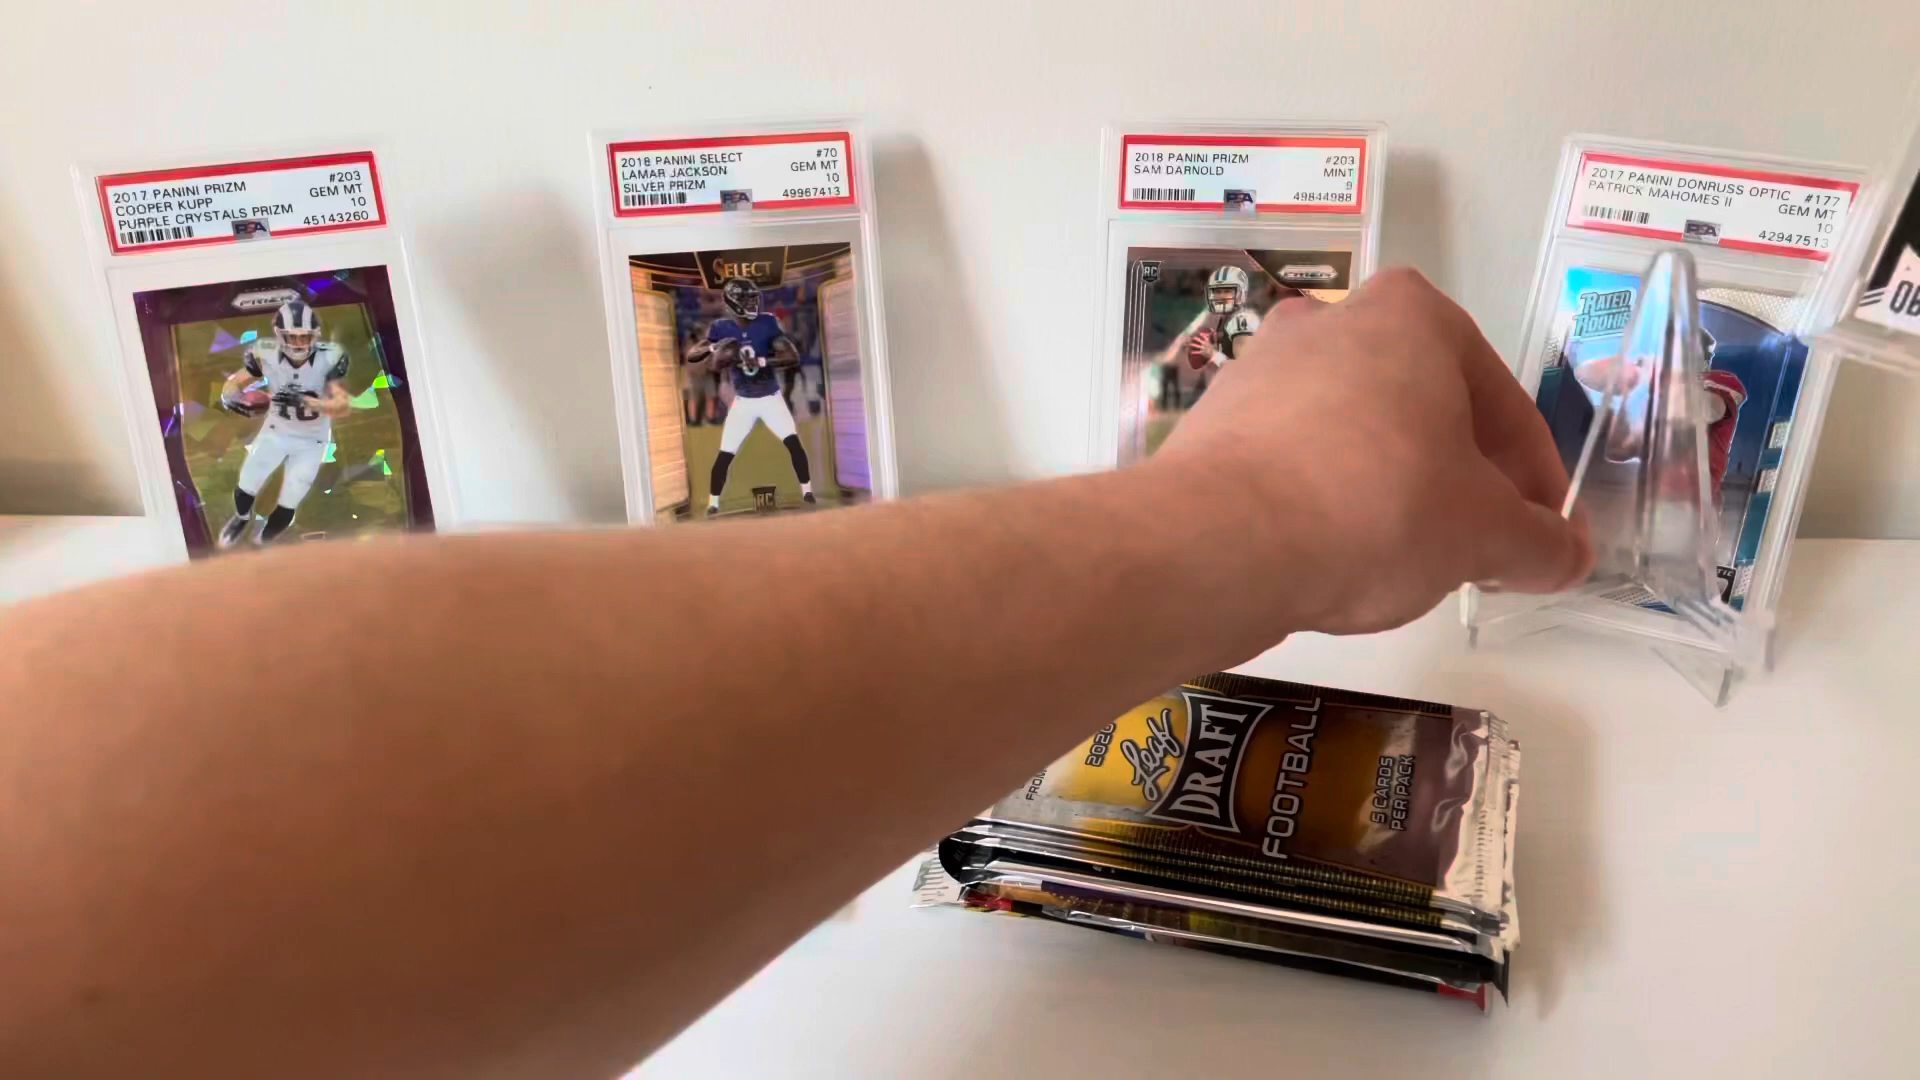 2017 PANINI PRIZM #203
COOPER KUPP GEM MT
PURPLE CRYSTALS PRIZM 10
PSA 45143260
PRIZM
2018 PANINI SELECT #70
LAMAR JACKSON GEM MT
SILVER PRIZM 10
PSA 49967413
SELECT
8
RC
2018 PANINI PRIZM #203
SAM DARNOLD MINT
9
PSA 49844988
RC
PRIZM
14
2017 PANINI DONRUSS OPTIC #177
PATRICK MAHOMES II GEM MT
10
PSA 42947513
RATED
ROOKIE
2020
Leaf
DRAFT
FOOTBALL
5 CARDS
PER PACK